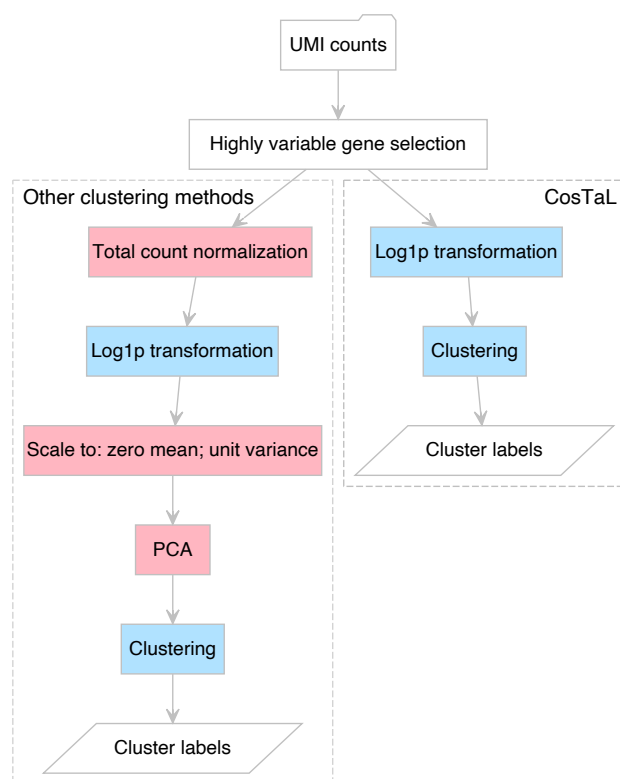 UMI counts
Highly variable gene selection
Other clustering methods
Total count normalization
Log1p transformation
Scale to: zero mean; unit variance
PCA
Clustering
Cluster labels
CosTaL
Log1p transformation
Clustering
Cluster labels